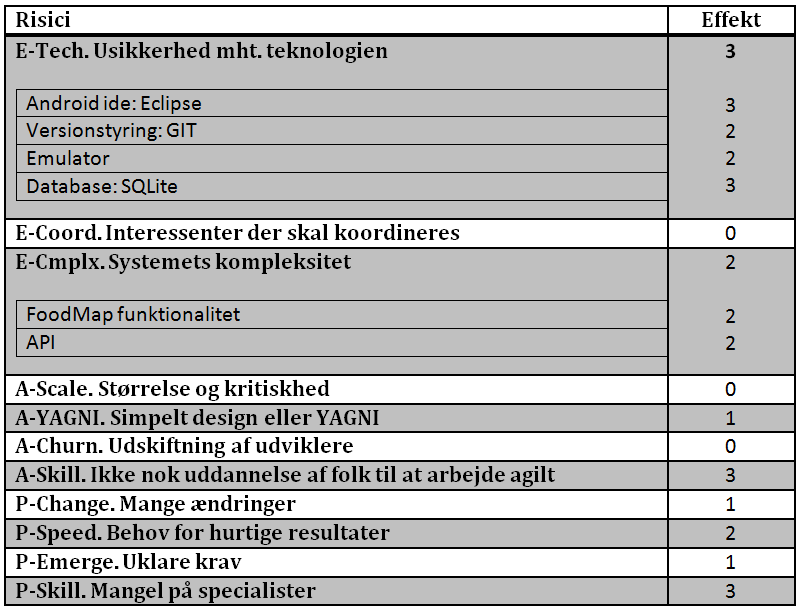 Risici Effekt
E-Tech. Usikkerhed mht. teknologien 3
Android ide: Eclipse 3
Versionstyring: GIT 2
Emulator 2
Database: SQLite 3
E-Coord. Interessenter der skal koordineres 0
E-Cmplx. Systemets kompleksitet 2
FoodMap funktionalitet 2
API 2
A-Scale. Størrelse og kritiskhed 0
A-YAGNI. Simpelt design eller YAGNI 1
A-Churn. Udskiftning af udviklere 0
A-Skill. Ikke nok uddannelse af folk til at arbejde agilt 3
P-Change. Mange ændringer 1
P-Speed. Behov for hurtige resultater 2
P-Emerge. Uklare krav 1
P-Skill. Mangel på specialister 3